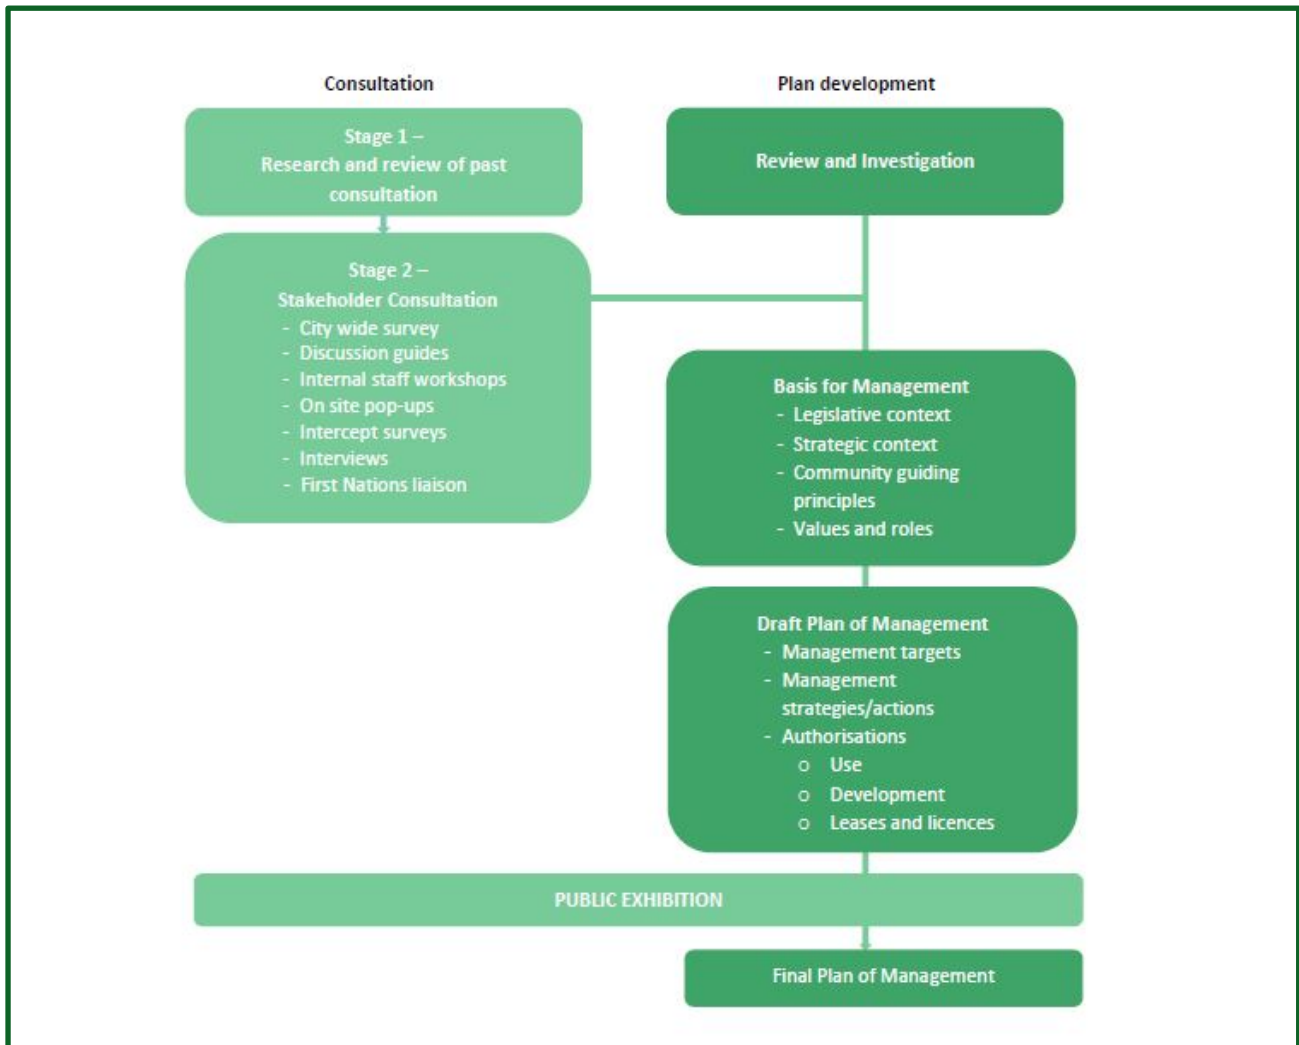 Consultation
Stage 1 –
Research and review of past
consultation
Stage 2 –
Stakeholder Consultation
- City wide survey
- Discussion guides
- Internal staff workshops
- On site pop-ups
- Intercept surveys
- Interviews
- First Nations liaison
Plan development
Review and Investigation
Basis for Management
- Legislative context
- Strategic context
- Community guiding
principles
- Values and roles
Draft Plan of Management
- Management targets
- Management
strategies/actions
- Authorisations
o Use
o Development
o Leases and licences
PUBLIC EXHIBITION
Final Plan of Management